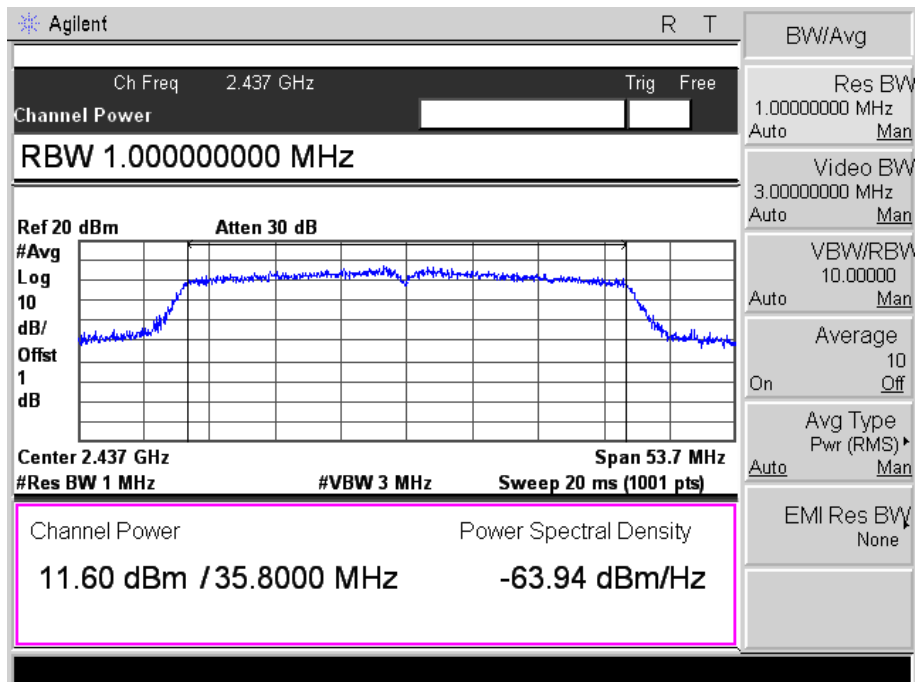 Agilent R T
Ch Freq 2.437 GHz Trig Free
Channel Power
RBW 1.000000000 MHz
Ref 20 dBm Atten 30 dB
#Avg
Log
10
dB/
Offst
1
dB
Center 2.437 GHz Span 53.7 MHz
#Res BW 1 MHz #VBW 3 MHz Sweep 20 ms (1001 pts)
Channel Power Power Spectral Density
11.60 dBm / 35.8000 MHz -63.94 dBm/Hz
BW/Avg
Res BW
1.00000000 MHz
Auto Man
Video BW
3.00000000 MHz
Auto Man
VBW/RBW
10.00000
Auto Man
Average
10
On Off
Avg Type
Pwr (RMS)
Auto Man
EMI Res BW
None